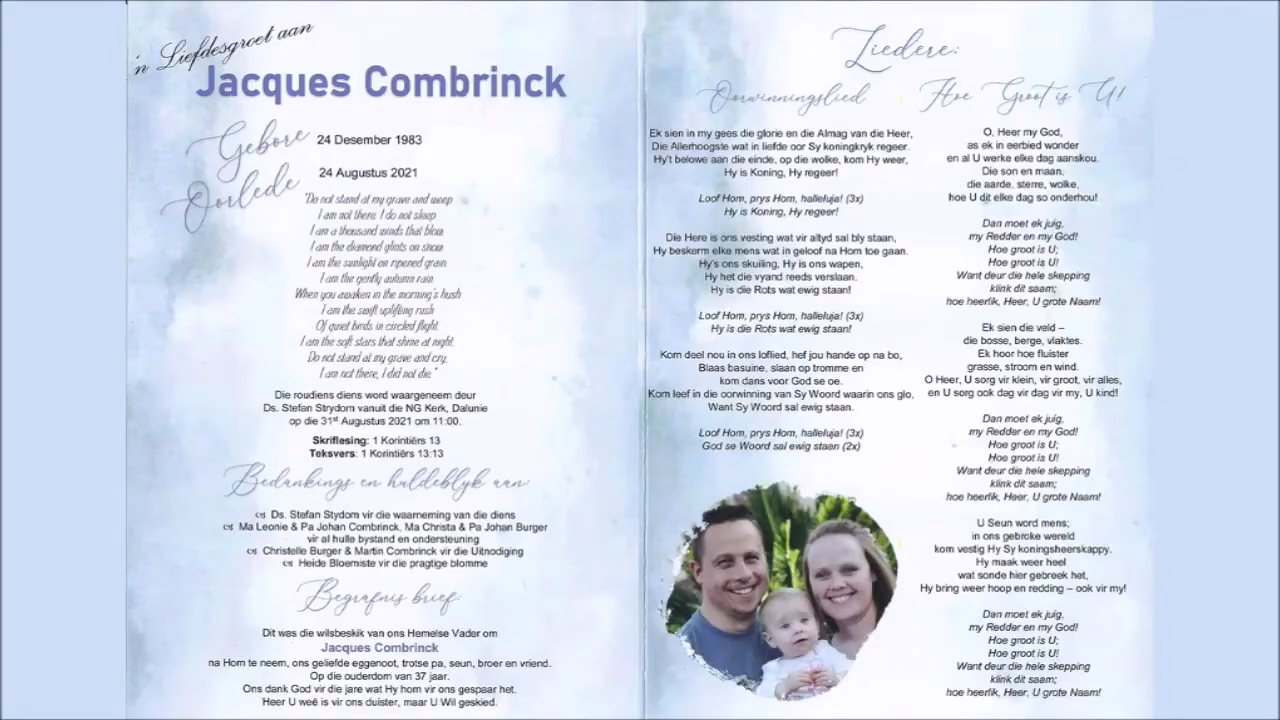 'n Liefdesgroet aan
Jacques Combrinck
Gebore 24 Desember 1983
Oorlede 24 Augustus 2021
"Do not stand at my grave and weep
I am not there. I do not sleep
I am a thousand winds that blow
I am the diamond glints on snow
I am the sunlight on ripened grain
I am the gently autumn rain.
When you awaken in the morning's hush
I am the swift uplifting rush
Of quiet birds in circled flight.
I am the soft stars that shine at night.
Do not stand at my grave and cry,
I am not there, I did not die."
Die roudiens diens word waargeneem deur
Ds. Stefan Strydom vanuit die NG Kerk, Dalunie
op die 31st Augustus 2021 om 11:00.
Skriflesing: 1 Korintiërs 13
Teksvers: 1 Korintiërs 13:13
Bedankings en huldeblyk aan:
Ds. Stefan Stydom vir die waarneming van die diens
Ma Leonie & Pa Johan Combrinck, Ma Christa & Pa Johan Burger
vir al hulle bystand en ondersteuning
Christelle Burger & Martin Combrinck vir die Uitnodiging
Heide Bloemiste vir die pragtige blomme
Begrafnis brief:
Dit was die wilsbeskik van ons Hemelse Vader om
Jacques Combrinck
na Hom te neem, ons geliefde eggenoot, trotse pa, seun, broer en vriend.
Op die ouderdom van 37 jaar.
Ons dank God vir die jare wat Hy hom vir ons gespaar het.
Heer U weë is vir ons duister, maar U Wil geskied.
Liedere:
Oorwinningslied
Ek sien in my gees die glorie en die Almag van die Heer,
Die Allerhoogste wat in liefde oor Sy koningkryk regeer.
Hy't belowe aan die einde, op die wolke, kom Hy weer,
Hy is Koning, Hy regeer!
Loof Hom, prys Hom, halleluja! (3x)
Hy is Koning, Hy regeer!
Die Here is ons vesting wat vir altyd sal bly staan,
Hy beskerm elke mens wat in geloof na Hom toe gaan.
Hy's ons skuiling, Hy is ons wapen,
Hy het die vyand reeds verslaan.
Hy is die Rots wat ewig staan!
Loof Hom, prys Hom, halleluja! (3x)
Hy is die Rots wat ewig staan!
Kom deel nou in ons loflied, hef jou hande op na bo,
Blaas basuine, slaan op tromme en
kom dans voor God se oe.
Kom leef in die oorwinning van Sy Woord waarin ons glo,
Want Sy Woord sal ewig staan.
Loof Hom, prys Hom, halleluja! (3x)
God se Woord sal ewig staan (2x)
Hoe Groot is U!
O, Heer my God,
as ek in eerbied wonder
en al U werke elke dag aanskou.
Die son en maan,
die aarde, sterre, wolke,
hoe U dit elke dag so onderhou!
Dan moet ek juig,
my Redder en my God!
Hoe groot is U;
Hoe groot is U!
Want deur die hele skepping
klink dit saam;
hoe heerlik, Heer, U grote Naam!
Ek sien die veld –
die bosse, berge, vlaktes.
Ek hoor hoe fluister
grasse, stroom en wind.
O Heer, U sorg vir klein, vir groot, vir alles,
en U sorg ook dag vir dag vir my, U kind!
Dan moet ek juig,
my Redder en my God!
Hoe groot is U;
Hoe groot is U!
Want deur die hele skepping
klink dit saam;
hoe heerlik, Heer, U grote Naam!
U Seun word mens;
in ons gebroke wereld
kom vestig Hy Sy koningsheerskappy.
Hy maak weer heel
wat sonde hier gebreek het,
Hy bring weer hoop en redding – ook vir my!
Dan moet ek juig,
my Redder en my God!
Hoe groot is U;
Hoe groot is U!
Want deur die hele skepping
klink dit saam;
hoe heerlik, Heer, U grote Naam!